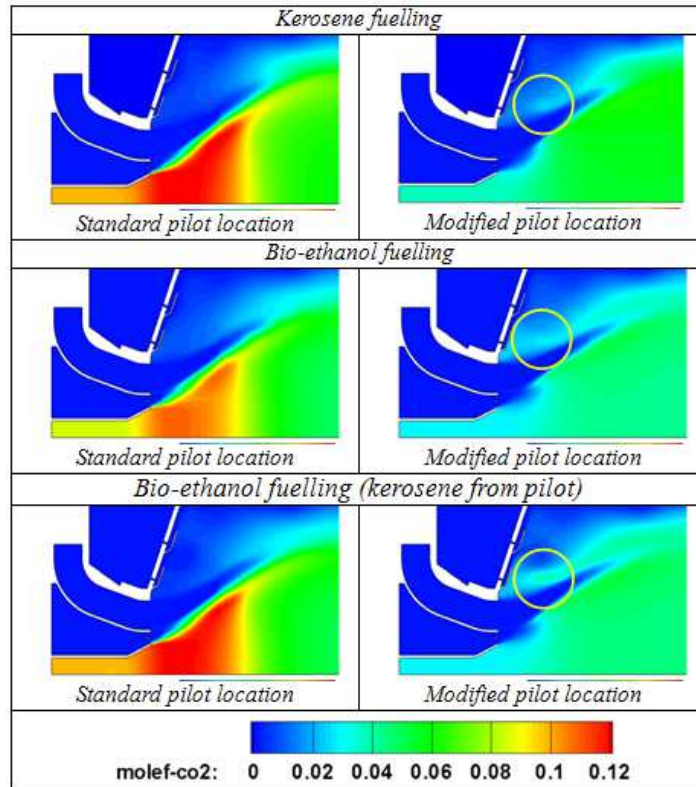 Kerosene fuelling
Standard pilot location Modified pilot location
Bio-ethanol fuelling
Standard pilot location Modified pilot location
Bio-ethanol fuelling (kerosene from pilot)
Standard pilot location Modified pilot location
molef-co2: 0 0.02 0.04 0.06 0.08 0.1 0.12